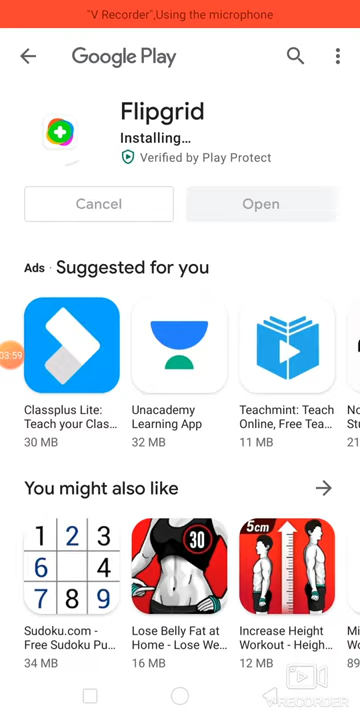 "V Recorder",Using the microphone
Google Play
Flipgrid
Installing…
Verified by Play Protect
Cancel
Open
Ads · Suggested for you
03:59
Classplus Lite:
Teach your Clas...
30 MB
Unacademy
Learning App
32 MB
Teachmint: Teach
Online, Free Tea...
11 MB
You might also like
1 2 3
6 4
7 8 9
30
5cm
Sudoku.com -
Free Sudoku Pu...
34 MB
Lose Belly Fat at
Home - Lose We...
16 MB
Increase Height
Workout - Heigh...
12 MB
RECORDER